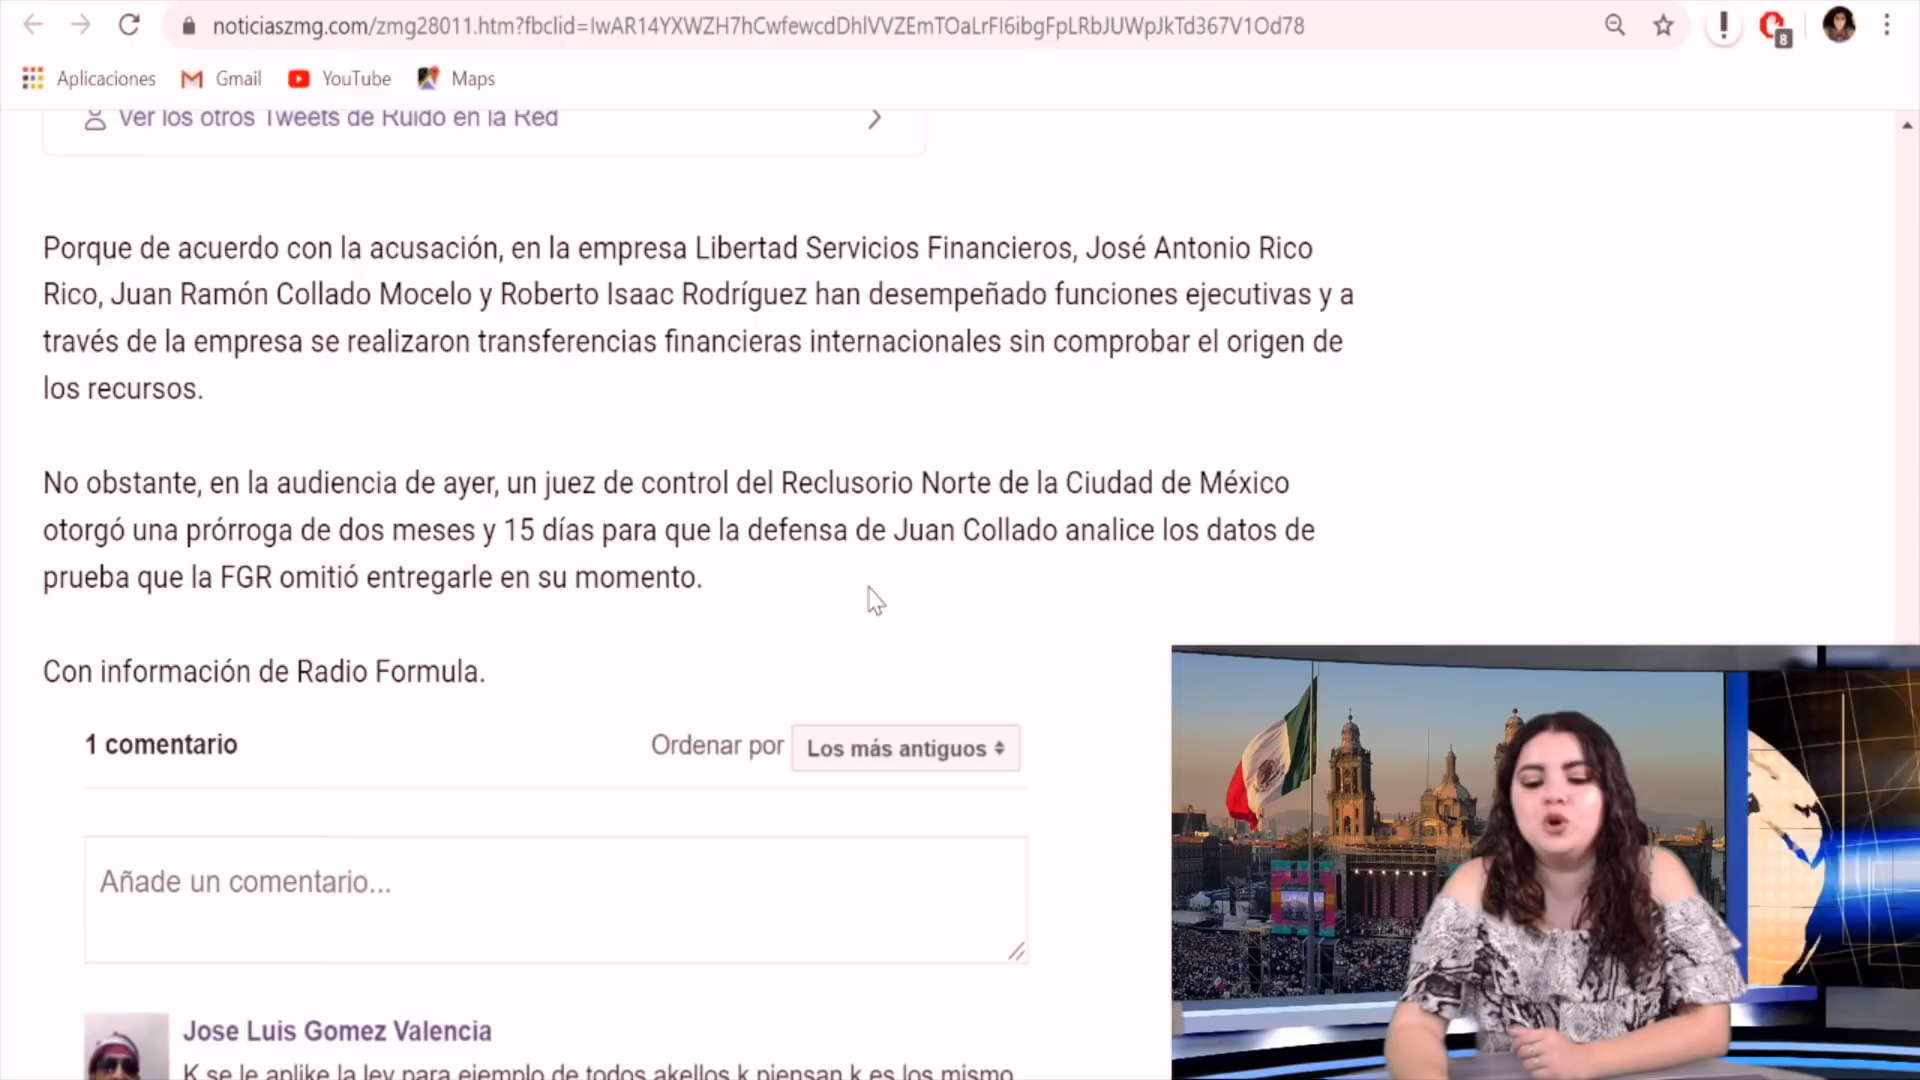 noticiaszmg.com/zmg28011.htm?fbclid=IwAR14YXWZH7hCwfewcdDhlVVZEmTOaLrFI6ibgFpLRbJUWpJkTd367V1Od78
8
Aplicaciones Gmail YouTube Maps
Ver los otros Tweets de Ruido en la Red
Porque de acuerdo con la acusación, en la empresa Libertad Servicios Financieros, José Antonio Rico
Rico, Juan Ramón Collado Mocelo y Roberto Isaac Rodríguez han desempeñado funciones ejecutivas y a
través de la empresa se realizaron transferencias financieras internacionales sin comprobar el origen de
los recursos.
No obstante, en la audiencia de ayer, un juez de control del Reclusorio Norte de la Ciudad de México
otorgó una prórroga de dos meses y 15 días para que la defensa de Juan Collado analice los datos de
prueba que la FGR omitió entregarle en su momento.
Con información de Radio Formula.
1 comentario
Ordenar por Los más antiguos
Añade un comentario...
Jose Luis Gomez Valencia
K se le aplike la ley para ejemplo de todos akellos k piensan k es los mismo